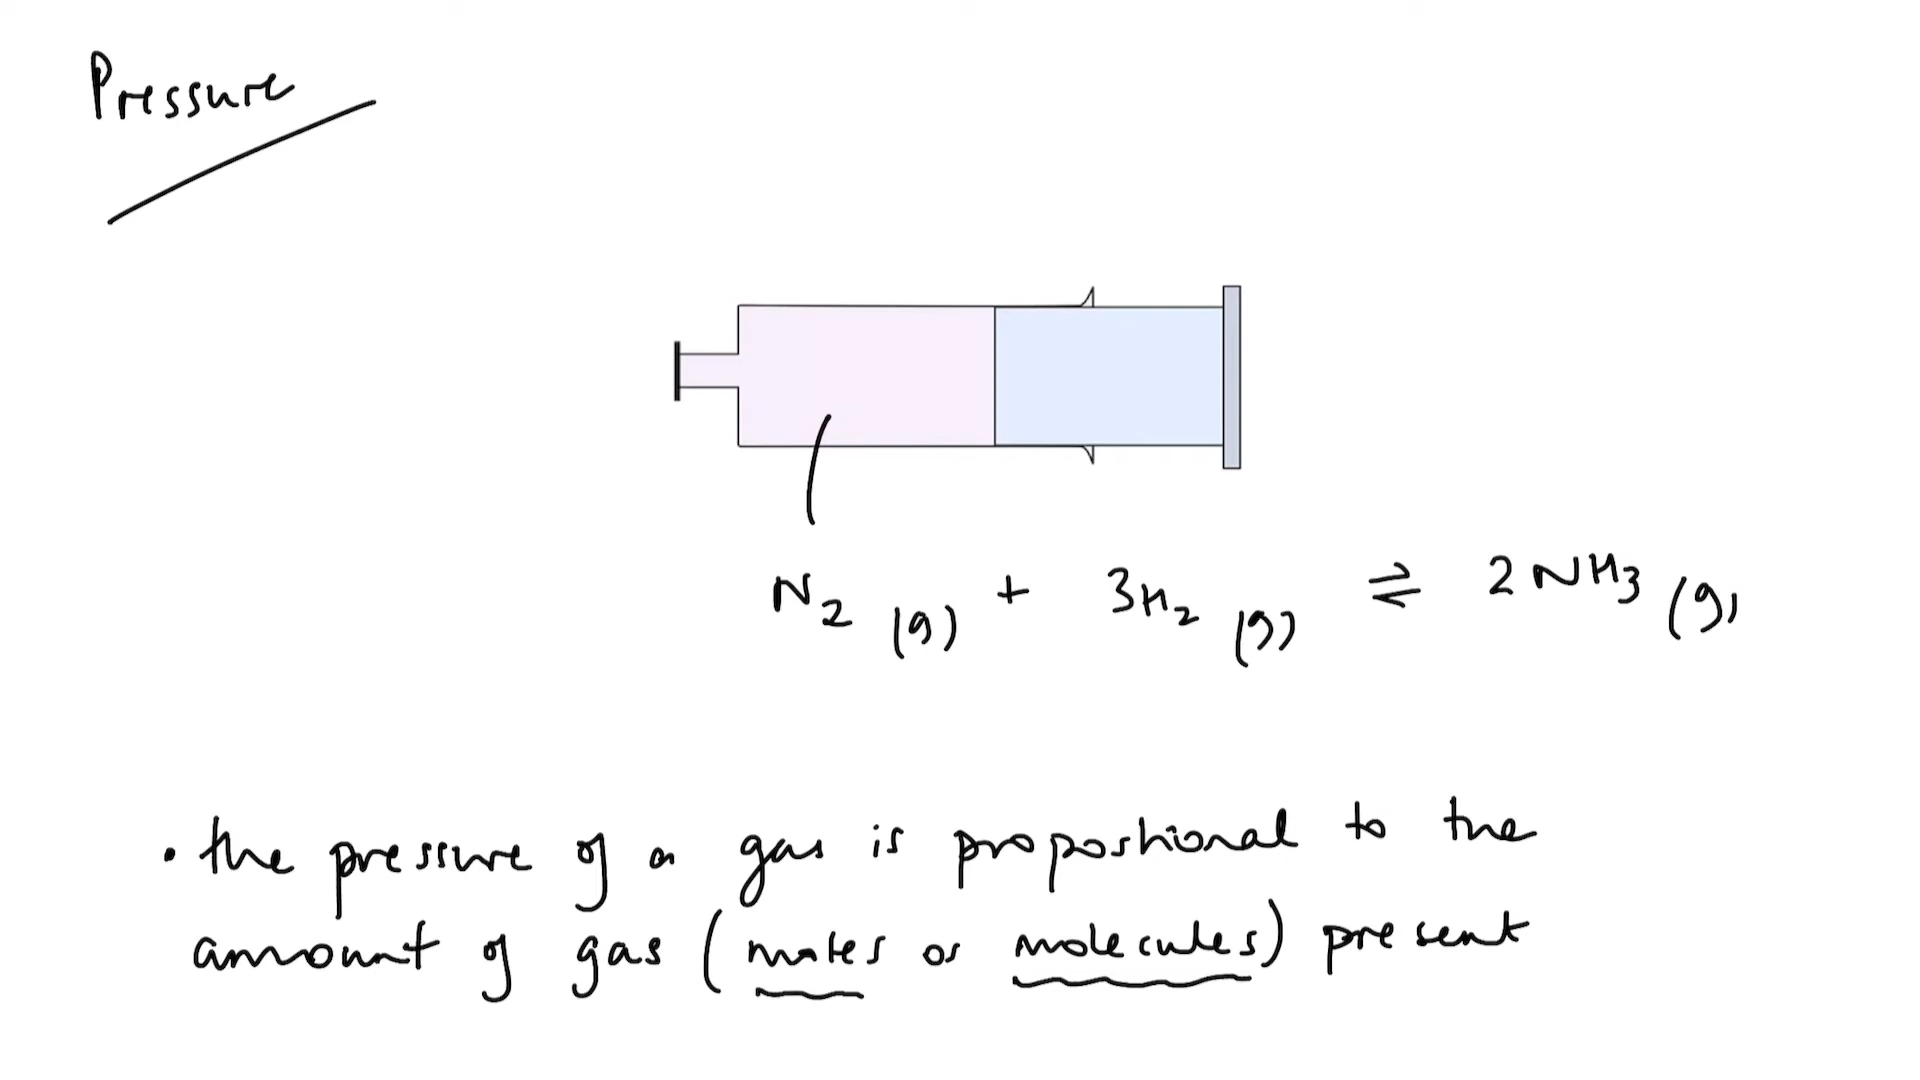 Pressure
N₂ (g) + 3H₂ (g) ⇌ 2NH₃ (g)
• the pressure of a gas is proportional to the
amount of gas (moles or molecules) present